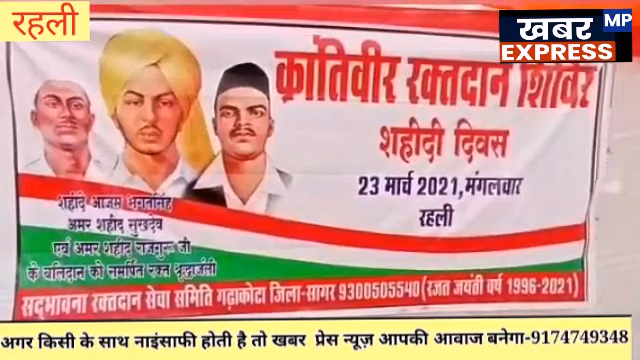 रहली
खबर MP
EXPRESS
क्रांतिवीर रक्तदान शिविर
शहीदी दिवस
23 मार्च 2021, मंगलवार
रहली
शहीदे आजम भगतसिंह
अमर शहीद सुखदेव
एवं अमर शहीद राजगुरू जी
के बलिदान को समर्पित रक्त श्रृद्धांजली
सद्भावना रक्तदान सेवा समिति गढ़ाकोटा जिला-सागर 9300505540 (रजत जयंती वर्ष 1996-2021)
अगर किसी के साथ नाइंसाफी होती है तो खबर प्रेस न्यूज़ आपकी आवाज बनेगा-9174749348